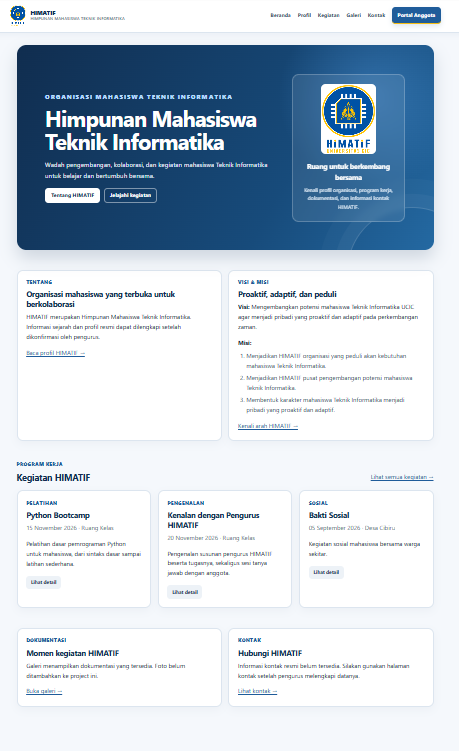 HIMATIF
HIMPUNAN MAHASISWA TEKNIK INFORMATIKA
Beranda Profil Kegiatan Galeri Kontak Portal Anggota
ORGANISASI MAHASISWA TEKNIK INFORMATIKA
Himpunan Mahasiswa
Teknik Informatika
Wadah pengembangan, kolaborasi, dan kegiatan mahasiswa Teknik Informatika
untuk belajar dan bertumbuh bersama.
Tentang HIMATIF Jelajahi kegiatan
HIMATIF
UNIVERSITAS CIC
Ruang untuk berkembang
bersama
Kenali profil organisasi, program kerja,
dokumentasi, dan informasi kontak
HIMATIF.
TENTANG
Organisasi mahasiswa yang terbuka untuk
berkolaborasi
HIMATIF merupakan Himpunan Mahasiswa Teknik Informatika.
Informasi sejarah dan profil resmi dapat dilengkapi setelah
dikonfirmasi oleh pengurus.
Baca profil HIMATIF →
VISI & MISI
Proaktif, adaptif, dan peduli
Visi: Mengembangkan potensi mahasiswa Teknik Informatika UCIC
agar menjadi pribadi yang proaktif dan adaptif pada perkembangan
zaman.
Misi:
1. Menjadikan HIMATIF organisasi yang peduli akan kebutuhan
mahasiswa Teknik Informatika.
2. Menjadikan HIMATIF pusat pengembangan potensi mahasiswa
Teknik Informatika.
3. Membentuk karakter mahasiswa Teknik Informatika menjadi
pribadi yang proaktif dan adaptif.
Kenali arah HIMATIF →
PROGRAM KERJA
Kegiatan HIMATIF
Lihat semua kegiatan →
PELATIHAN
Python Bootcamp
15 November 2026 · Ruang Kelas
Pelatihan dasar pemrograman Python
untuk mahasiswa, dari sintaks dasar sampai
latihan sederhana.
Lihat detail
PENGENALAN
Kenalan dengan Pengurus
HIMATIF
20 November 2026 · Ruang Kelas
Pengenalan susunan pengurus HIMATIF
beserta tugasnya, sekaligus sesi tanya
jawab dengan anggota.
Lihat detail
SOSIAL
Bakti Sosial
05 September 2026 · Desa Cibiru
Kegiatan sosial mahasiswa bersama warga
sekitar.
Lihat detail
DOKUMENTASI
Momen kegiatan HIMATIF
Galeri menampilkan dokumentasi yang tersedia. Foto belum
ditambahkan ke project ini.
Buka galeri →
KONTAK
Hubungi HIMATIF
Informasi kontak resmi belum tersedia. Silakan gunakan halaman
kontak setelah pengurus melengkapi datanya.
Lihat kontak →